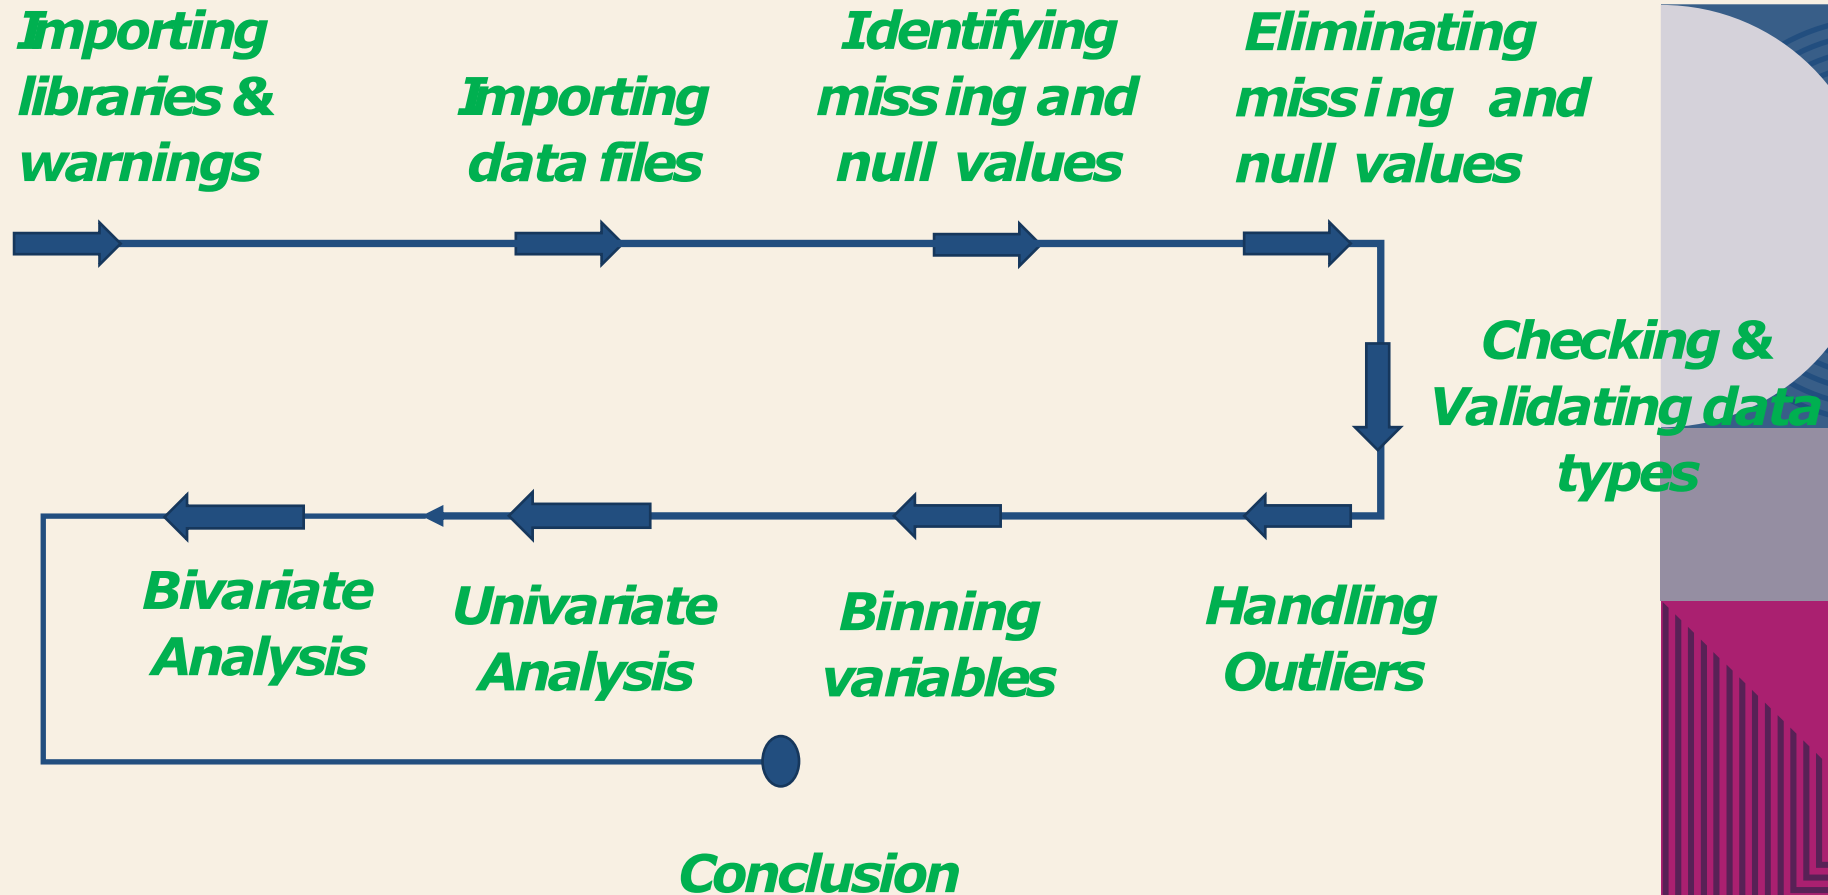 Importing
libraries &
warnings
Importing
data files
Identifying
missing and
null values
Eliminating
missing and
null values
Checking &
Validating data
types
Handling
Outliers
Binning
variables
Univariate
Analysis
Bivariate
Analysis
Conclusion